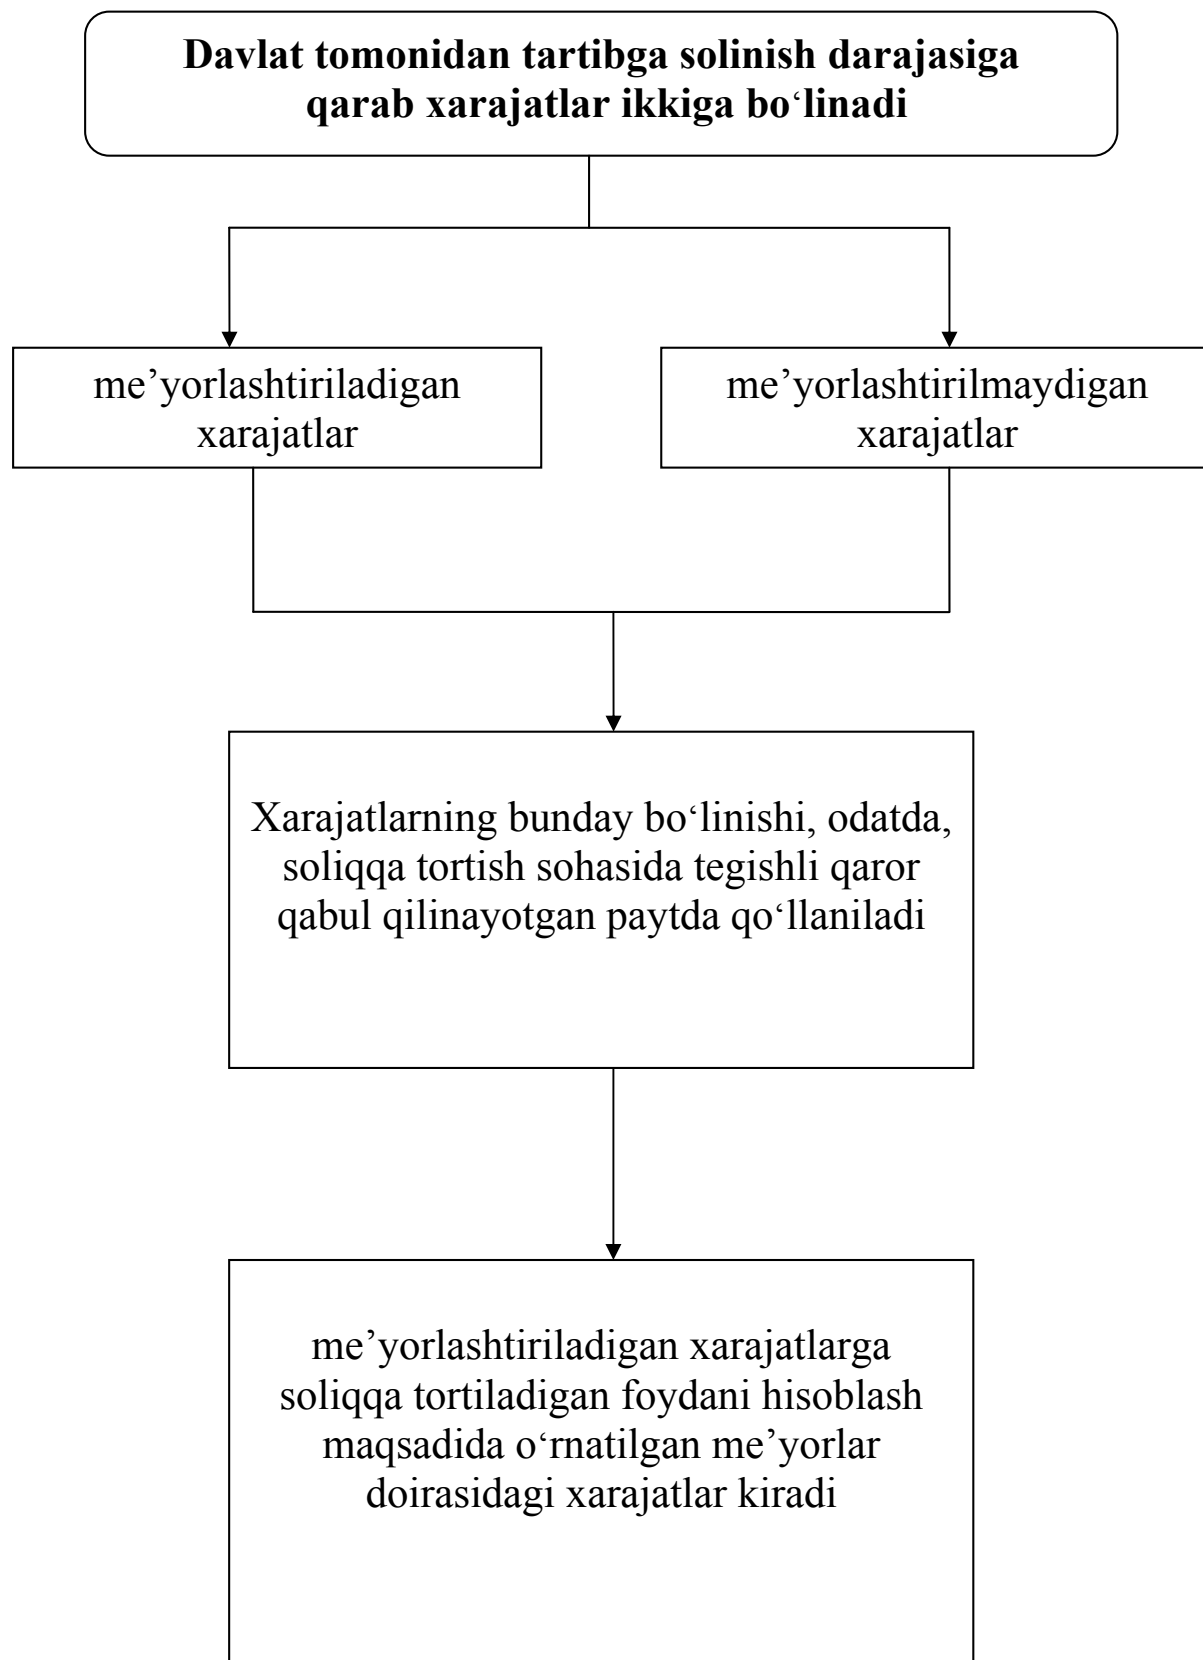 Davlat tomonidan tartibga solinish darajasiga
qarab xarajatlar ikkiga bo‘linadi
me’yorlashtiriladigan
xarajatlar
me’yorlashtirilmaydigan
xarajatlar
Xarajatlarning bunday bo‘linishi, odatda,
soliqqa tortish sohasida tegishli qaror
qabul qilinayotgan paytda qo‘llaniladi
me’yorlashtiriladigan xarajatlarga
soliqqa tortiladigan foydani hisoblash
maqsadida o‘rnatilgan me’yorlar
doirasidagi xarajatlar kiradi